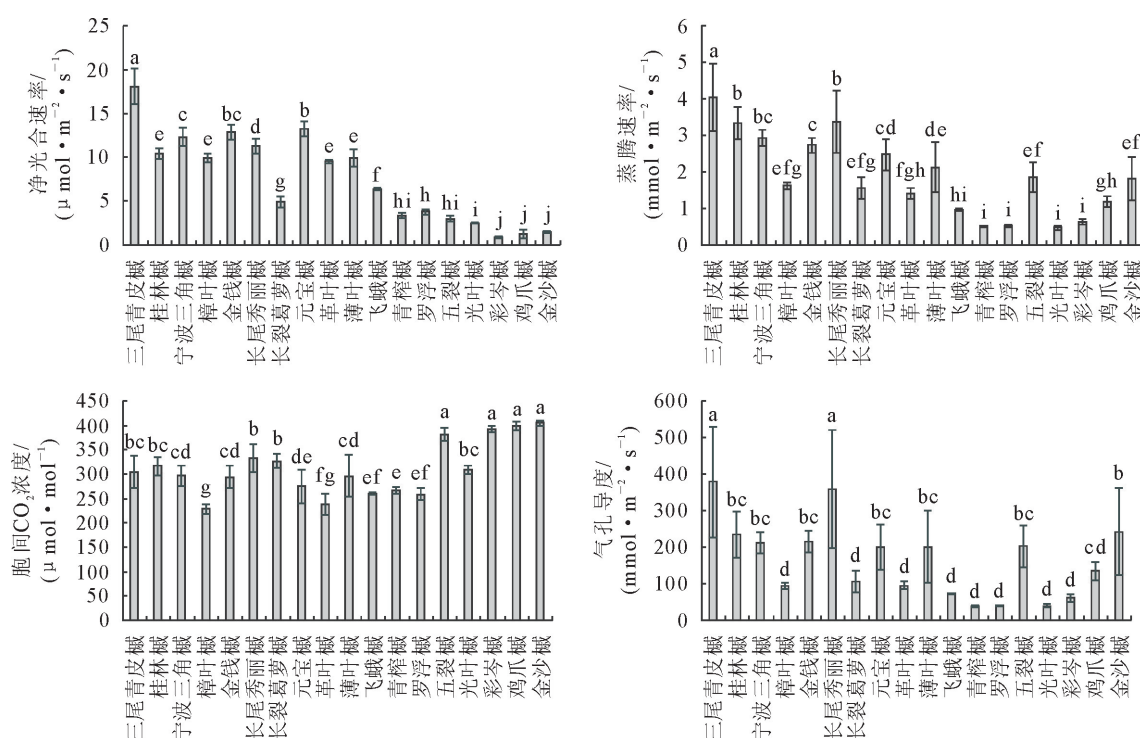 净光合速率/
(μmol•m⁻²•s⁻¹)
25
20
15
10
5
0
a
e
c
e
bc
d
g
b
e
e
f
hi
h
hi
i
j
j
j
三尾青皮槭
桂林槭
宁波三角槭
樟叶槭
金钱槭
长尾秀丽槭
长裂葛萝槭
元宝槭
革叶槭
薄叶槭
飞蛾槭
青榨槭
罗浮槭
五裂槭
光叶槭
彩岑槭
鸡爪槭
金沙槭
蒸腾速率/
(mmol•m⁻²•s⁻¹)
6
5
4
3
2
1
0
a
b
b
efg
c
b
efg
cd
fgh
de
hi
i
i
ef
i
i
gh
ef
三尾青皮槭
桂林槭
宁波三角槭
樟叶槭
金钱槭
长尾秀丽槭
长裂葛萝槭
元宝槭
革叶槭
薄叶槭
飞蛾槭
青榨槭
罗浮槭
五裂槭
光叶槭
彩岑槭
鸡爪槭
金沙槭
胞间CO₂浓度/
(μmol•mol⁻¹)
450
400
350
300
250
200
150
100
50
0
bc
bc
cd
g
cd
b
b
de
fg
cd
ef
e
ef
a
bc
a
a
a
三尾青皮槭
桂林槭
宁波三角槭
樟叶槭
金钱槭
长尾秀丽槭
长裂葛萝槭
元宝槭
革叶槭
薄叶槭
飞蛾槭
青榨槭
罗浮槭
五裂槭
光叶槭
彩岑槭
鸡爪槭
金沙槭
气孔导度/
(mmol•m⁻²•s⁻¹)
600
500
400
300
200
100
0
a
bc
bc
d
bc
a
d
bc
d
bc
d
d
d
bc
d
d
cd
b
三尾青皮槭
桂林槭
宁波三角槭
樟叶槭
金钱槭
长尾秀丽槭
长裂葛萝槭
元宝槭
革叶槭
薄叶槭
飞蛾槭
青榨槭
罗浮槭
五裂槭
光叶槭
彩岑槭
鸡爪槭
金沙槭